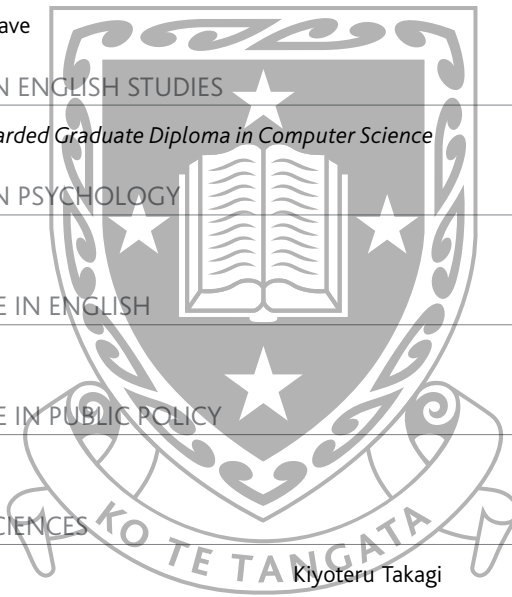 ave
N ENGLISH STUDIES
arded Graduate Diploma in Computer Science
N PSYCHOLOGY
E IN ENGLISH
E IN PUBLIC POLICY
CIENCES
KO TE TANGATA
Kiyoteru Takagi